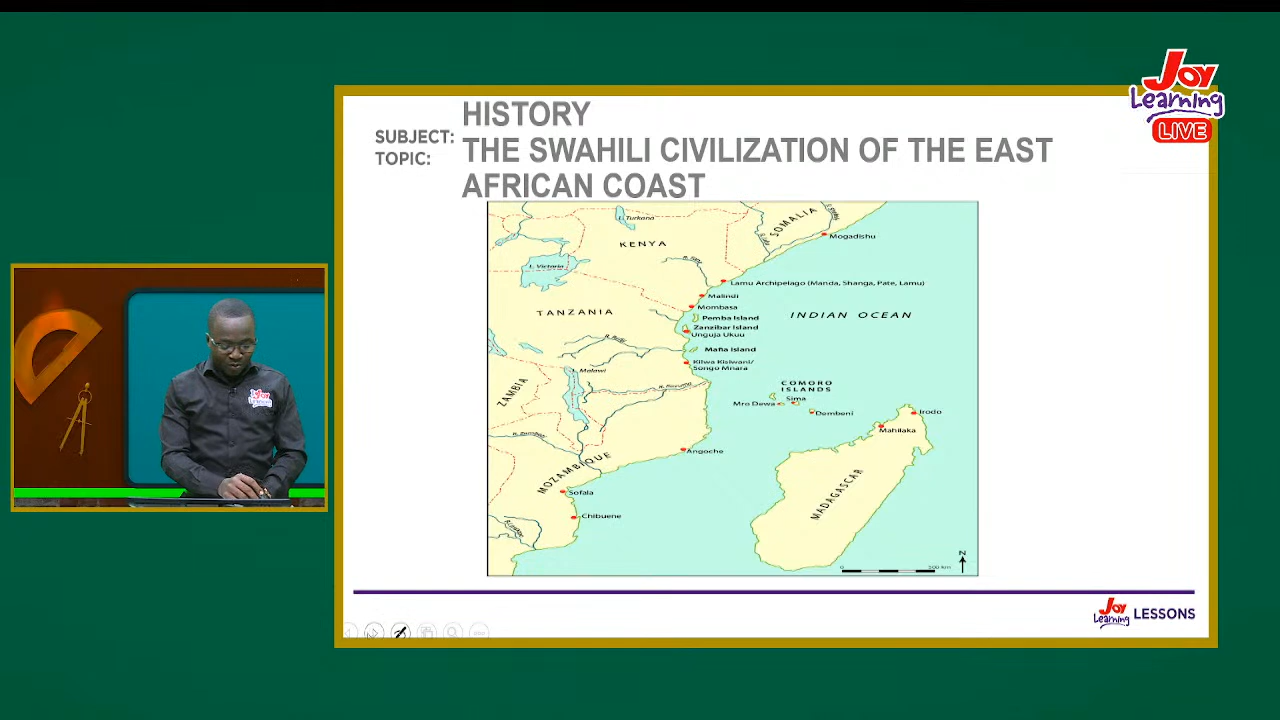 JOY
Learning
LIVE
SUBJECT: HISTORY
TOPIC: THE SWAHILI CIVILIZATION OF THE EAST
AFRICAN COAST
L. Turkana
SOMALIA
KENYA
Mogadishu
L. Victoria
Lamu Archipelago (Manda, Shanga, Pate, Lamu)
Malindi
Mombasa
TANZANIA
Pemba Island
INDIAN OCEAN
Zanzibar Island
Unguja Ukuu
Mafia Island
Kilwa Kisiwani/
Songo Mnara
L. Malawi
ZAMBIA
COMORO
ISLANDS
Sima
Mro Dewa
Dembeni
Irodo
Mahilaka
Angoche
MOZAMBIQUE
MADAGASCAR
Sofala
Chibuene
N
0 500 km
JOY
Learning LESSONS